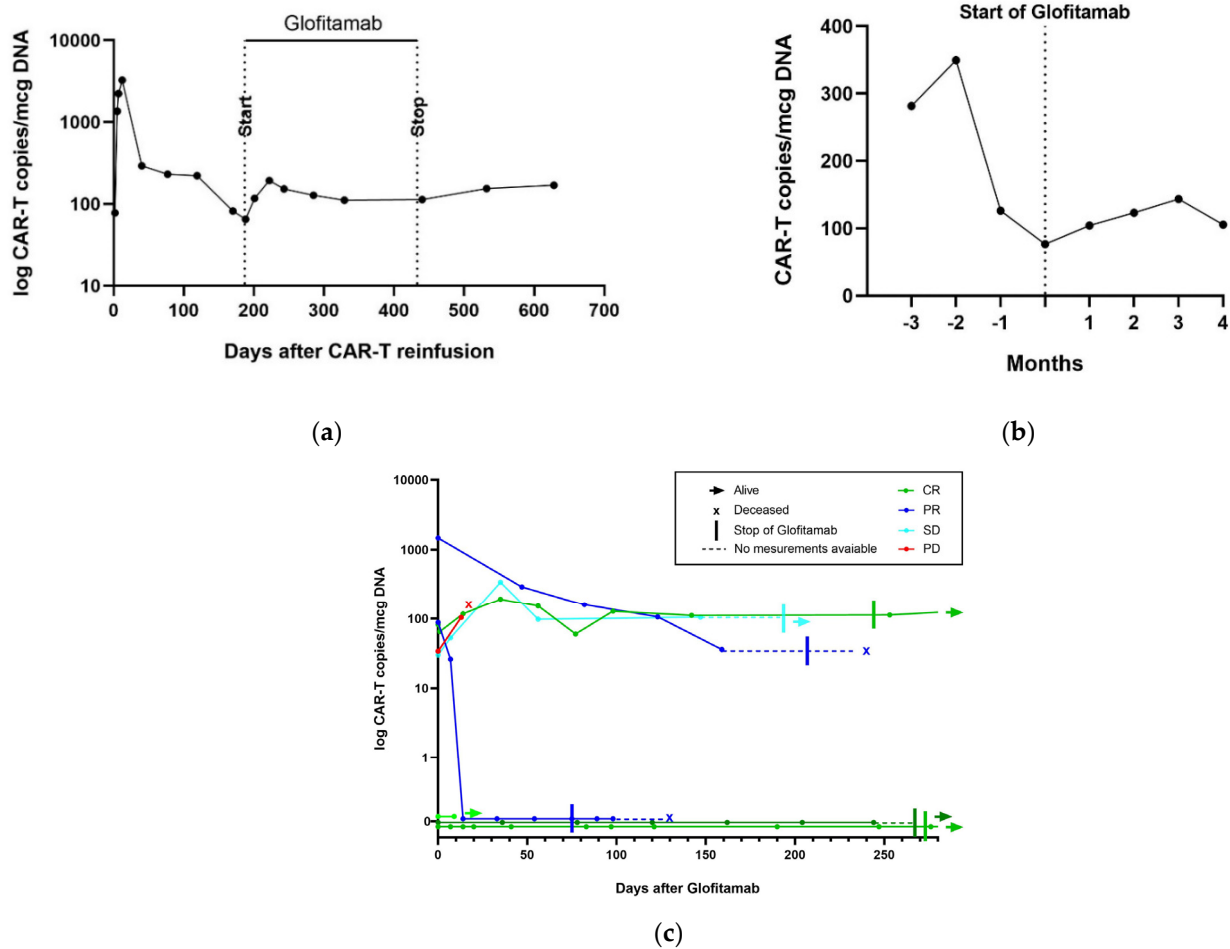 Glofitamab
10000
1000
100
10
Start
Stop
log CAR-T copies/mcg DNA
0 100 200 300 400 500 600 700
Days after CAR-T reinfusion
(a)
Start of Glofitamab
400
300
200
100
0
CAR-T copies/mcg DNA
-3 -2 -1 1 2 3 4
Months
(b)
10000
1000
100
10
1
0
log CAR-T copies/mcg DNA
Alive
x Deceased
Stop of Glofitamab
No mesurements avaiable
CR
PR
SD
PD
x
x
x
0 50 100 150 200 250
Days after Glofitamab
(c)